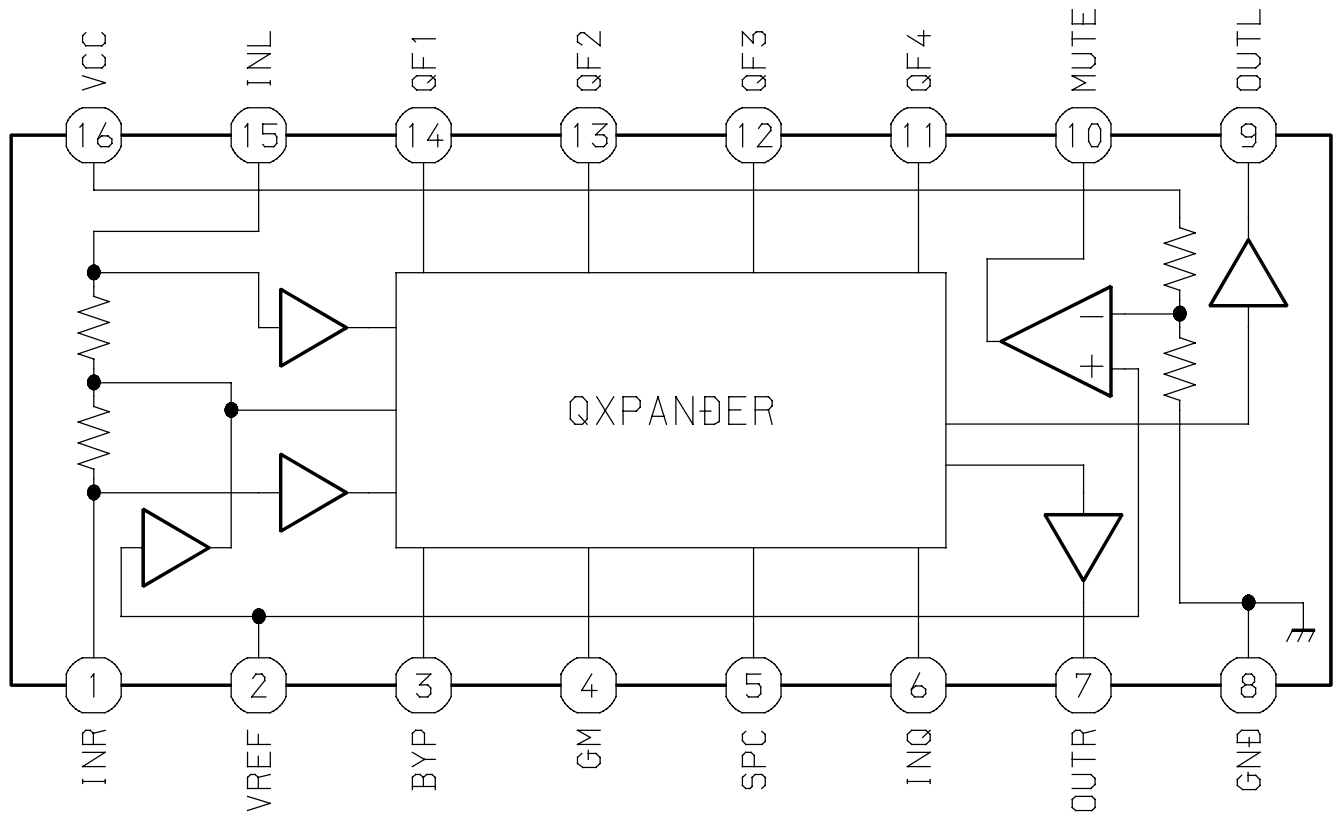 VCC
INL
QF1
QF2
QF3
QF4
MUTE
OUTL
16
15
14
13
12
11
10
9
−
+
QXPANDER
1
2
3
4
5
6
7
8
INR
VREF
BYP
GM
SPC
INQ
OUTR
GND